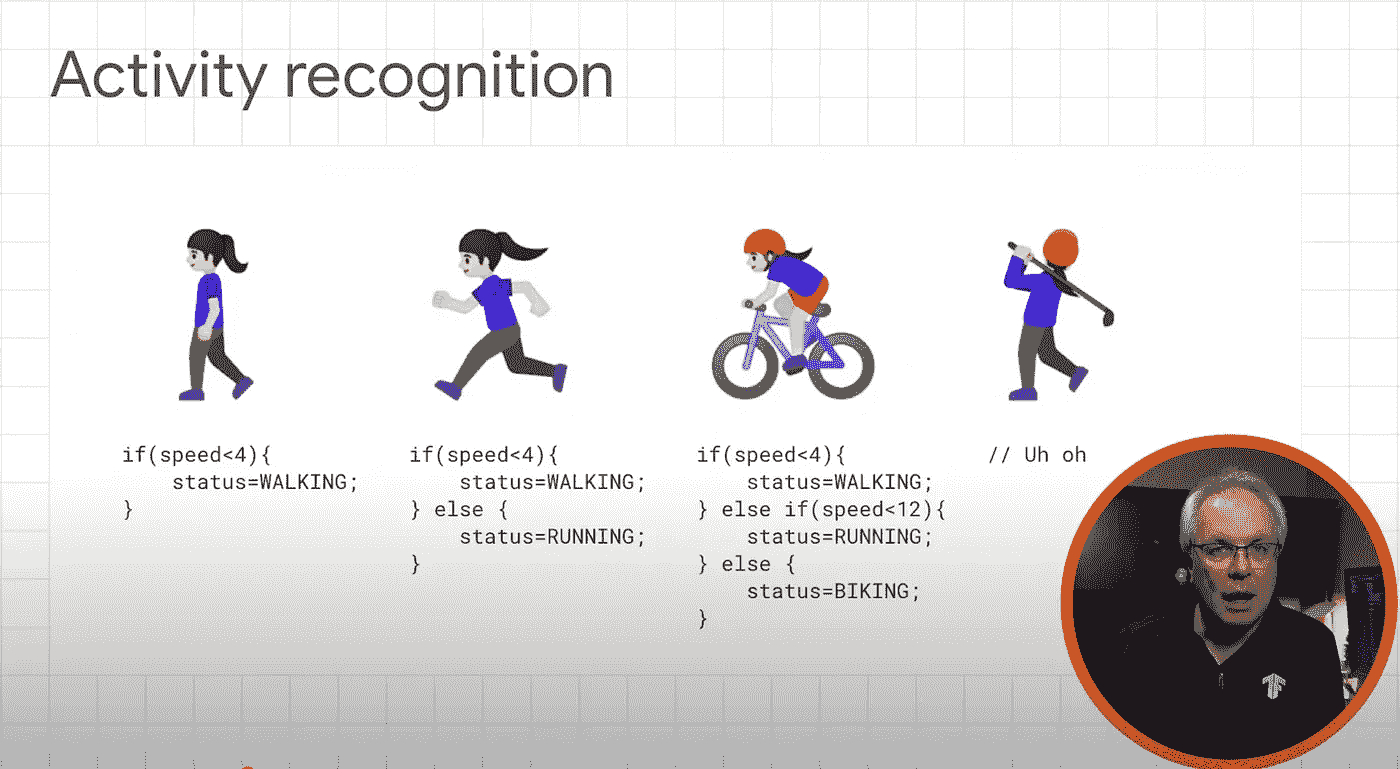 Activity recognition
if(speed<4){
    status=WALKING;
}
if(speed<4){
    status=WALKING;
} else {
    status=RUNNING;
}
if(speed<4){
    status=WALKING;
} else if(speed<12){
    status=RUNNING;
} else {
    status=BIKING;
}
// Uh oh